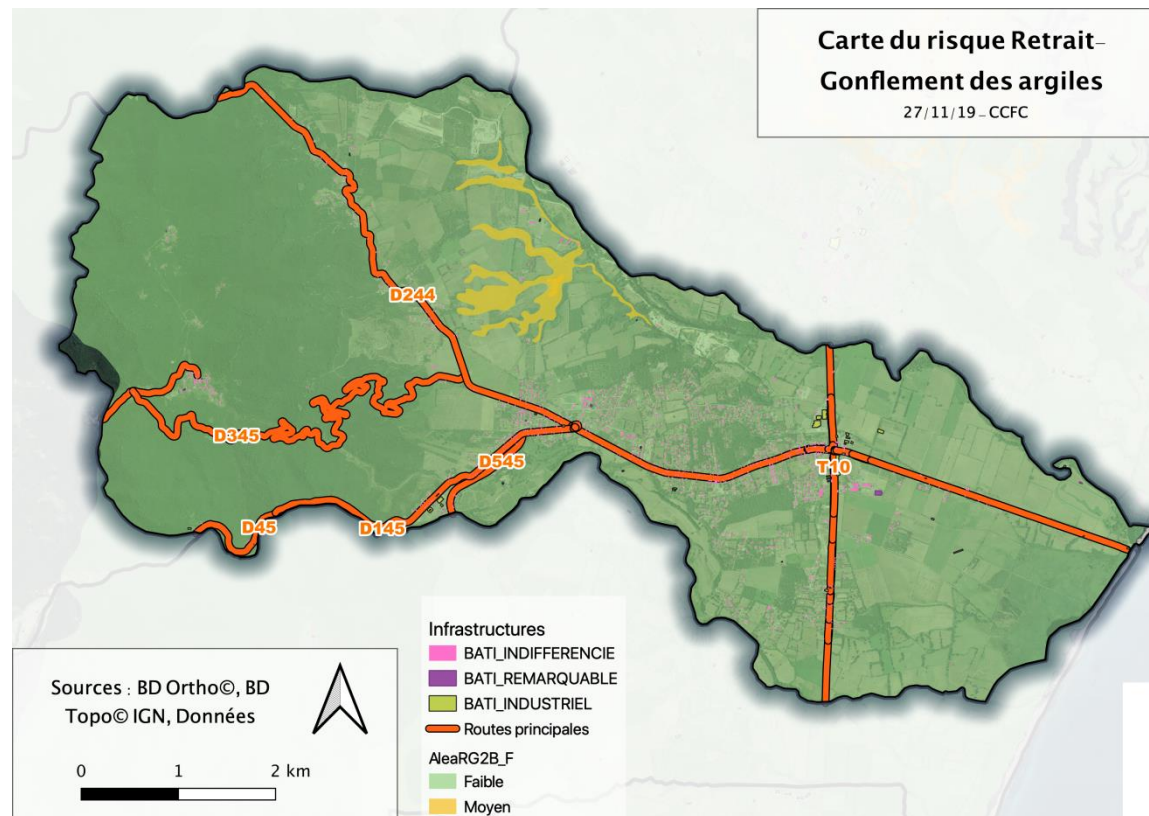 Carte du risque Retrait-
Gonflement des argiles
27/11/19 - CCFC
D244
D345
D545
T10
D45
D145
Infrastructures
BATI_INDIFFERENCIE
BATI_REMARQUABLE
BATI_INDUSTRIEL
Routes principales
AleaRG2B_F
Faible
Moyen
Sources : BD Ortho©, BD
Topo© IGN, Données
0 1 2 km